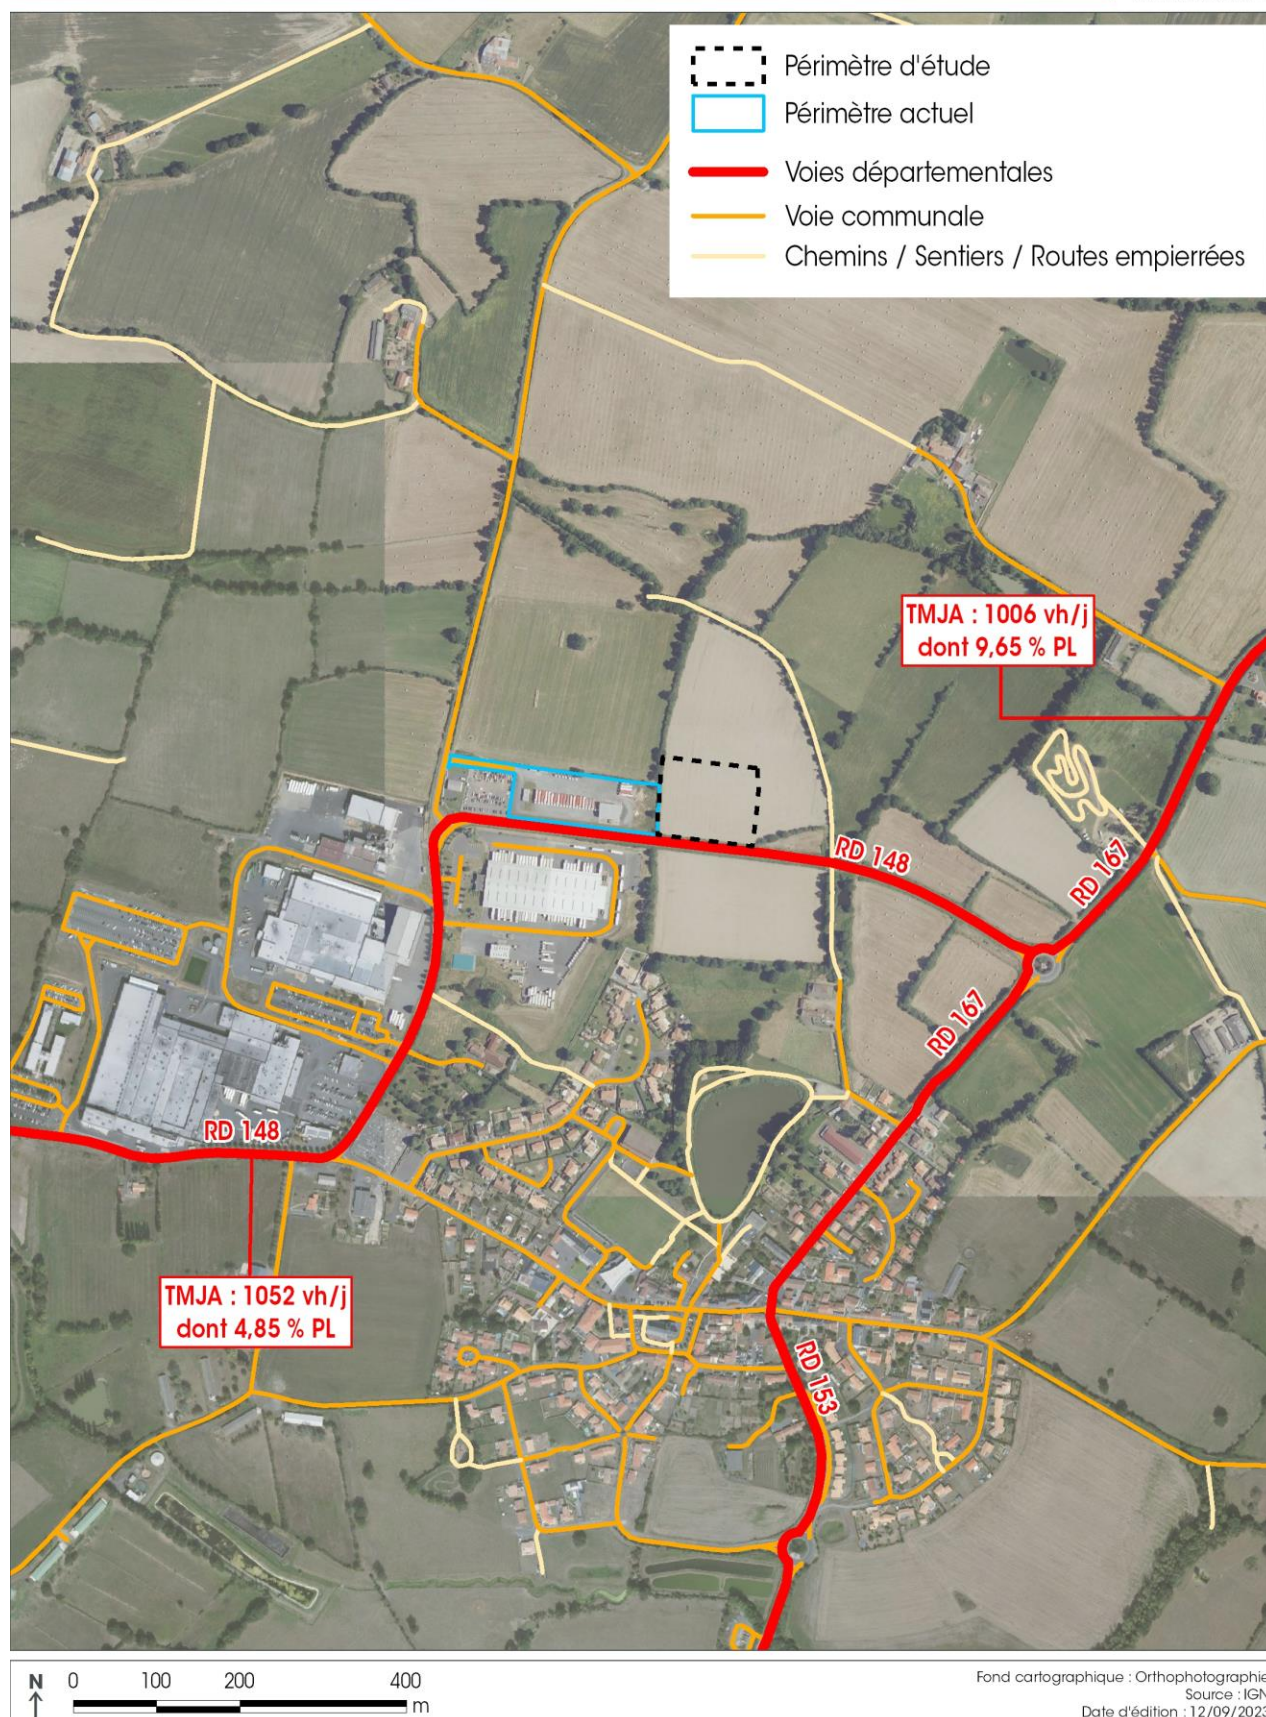 Périmètre d'étude
Périmètre actuel
Voies départementales
Voie communale
Chemins / Sentiers / Routes empierrées
TMJA : 1006 vh/j
dont 9,65 % PL
RD 148
RD 167
RD 167
RD 148
TMJA : 1052 vh/j
dont 4,85 % PL
RD 153
N
0 100 200 400
m
Fond cartographique : Orthophotographie
Source : IGN
Date d'édition : 12/09/2023